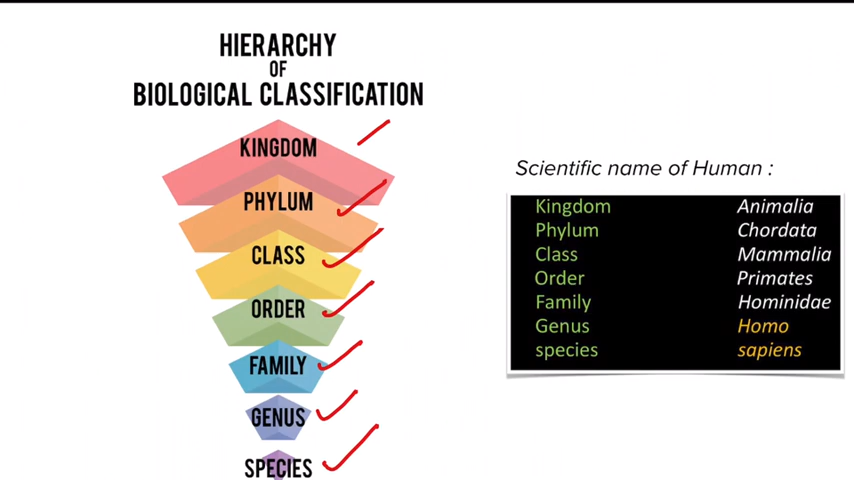 HIERARCHY
OF
BIOLOGICAL CLASSIFICATION
KINGDOM
PHYLUM
CLASS
ORDER
FAMILY
GENUS
SPECIES
Scientific name of Human :
Kingdom Animalia
Phylum Chordata
Class Mammalia
Order Primates
Family Hominidae
Genus Homo
species sapiens